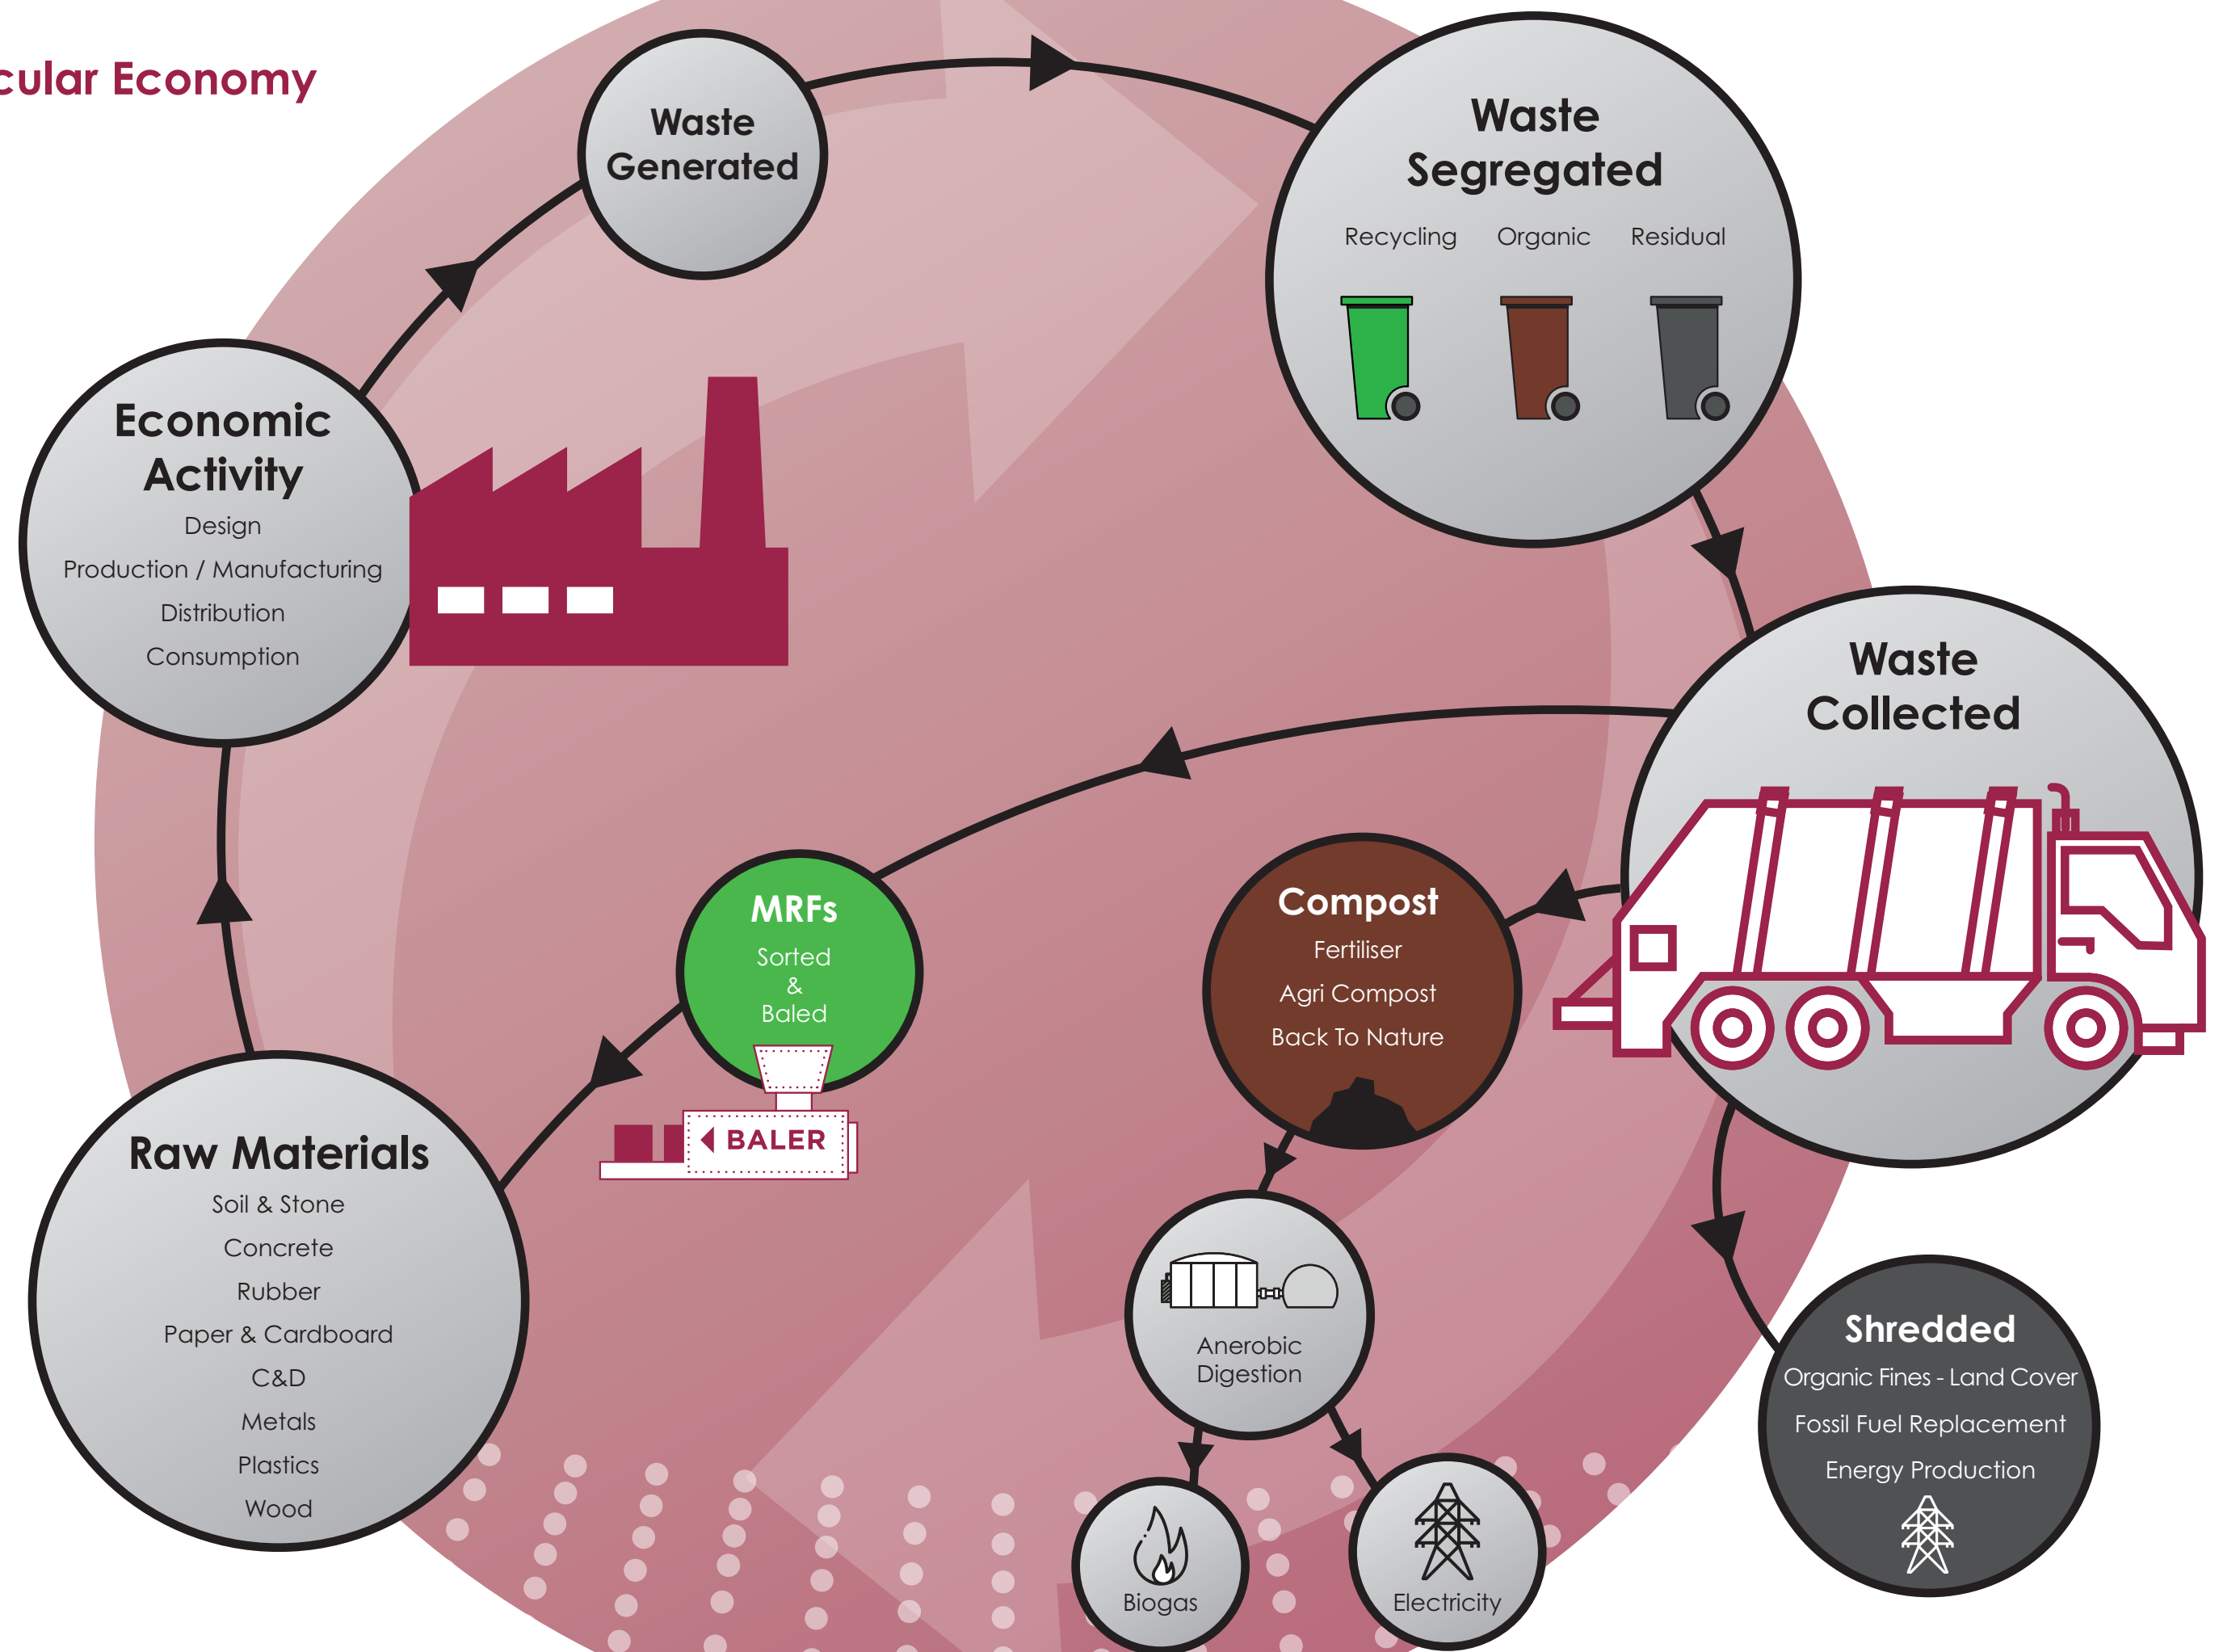 cular Economy
Waste
Generated
Waste
Segregated
Recycling Organic Residual
Economic
Activity
Design
Production / Manufacturing
Distribution
Consumption
Waste
Collected
MRFs
Sorted
&
Baled
BALER
Compost
Fertiliser
Agri Compost
Back To Nature
Raw Materials
Soil & Stone
Concrete
Rubber
Paper & Cardboard
C&D
Metals
Plastics
Wood
Anerobic
Digestion
Biogas
Electricity
Shredded
Organic Fines - Land Cover
Fossil Fuel Replacement
Energy Production